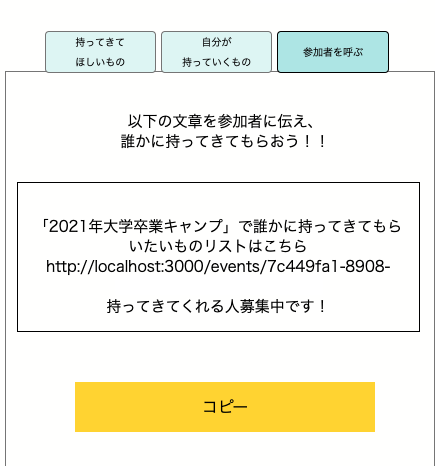 持ってきて
ほしいもの
自分が
持っていくもの
参加者を呼ぶ
以下の文章を参加者に伝え、
誰かに持ってきてもらおう！！
「2021年大学卒業キャンプ」で誰かに持ってきてもら
いたいものリストはこちら
http://localhost:3000/events/7c449fa1-8908-
持ってきてくれる人募集中です！
コピー